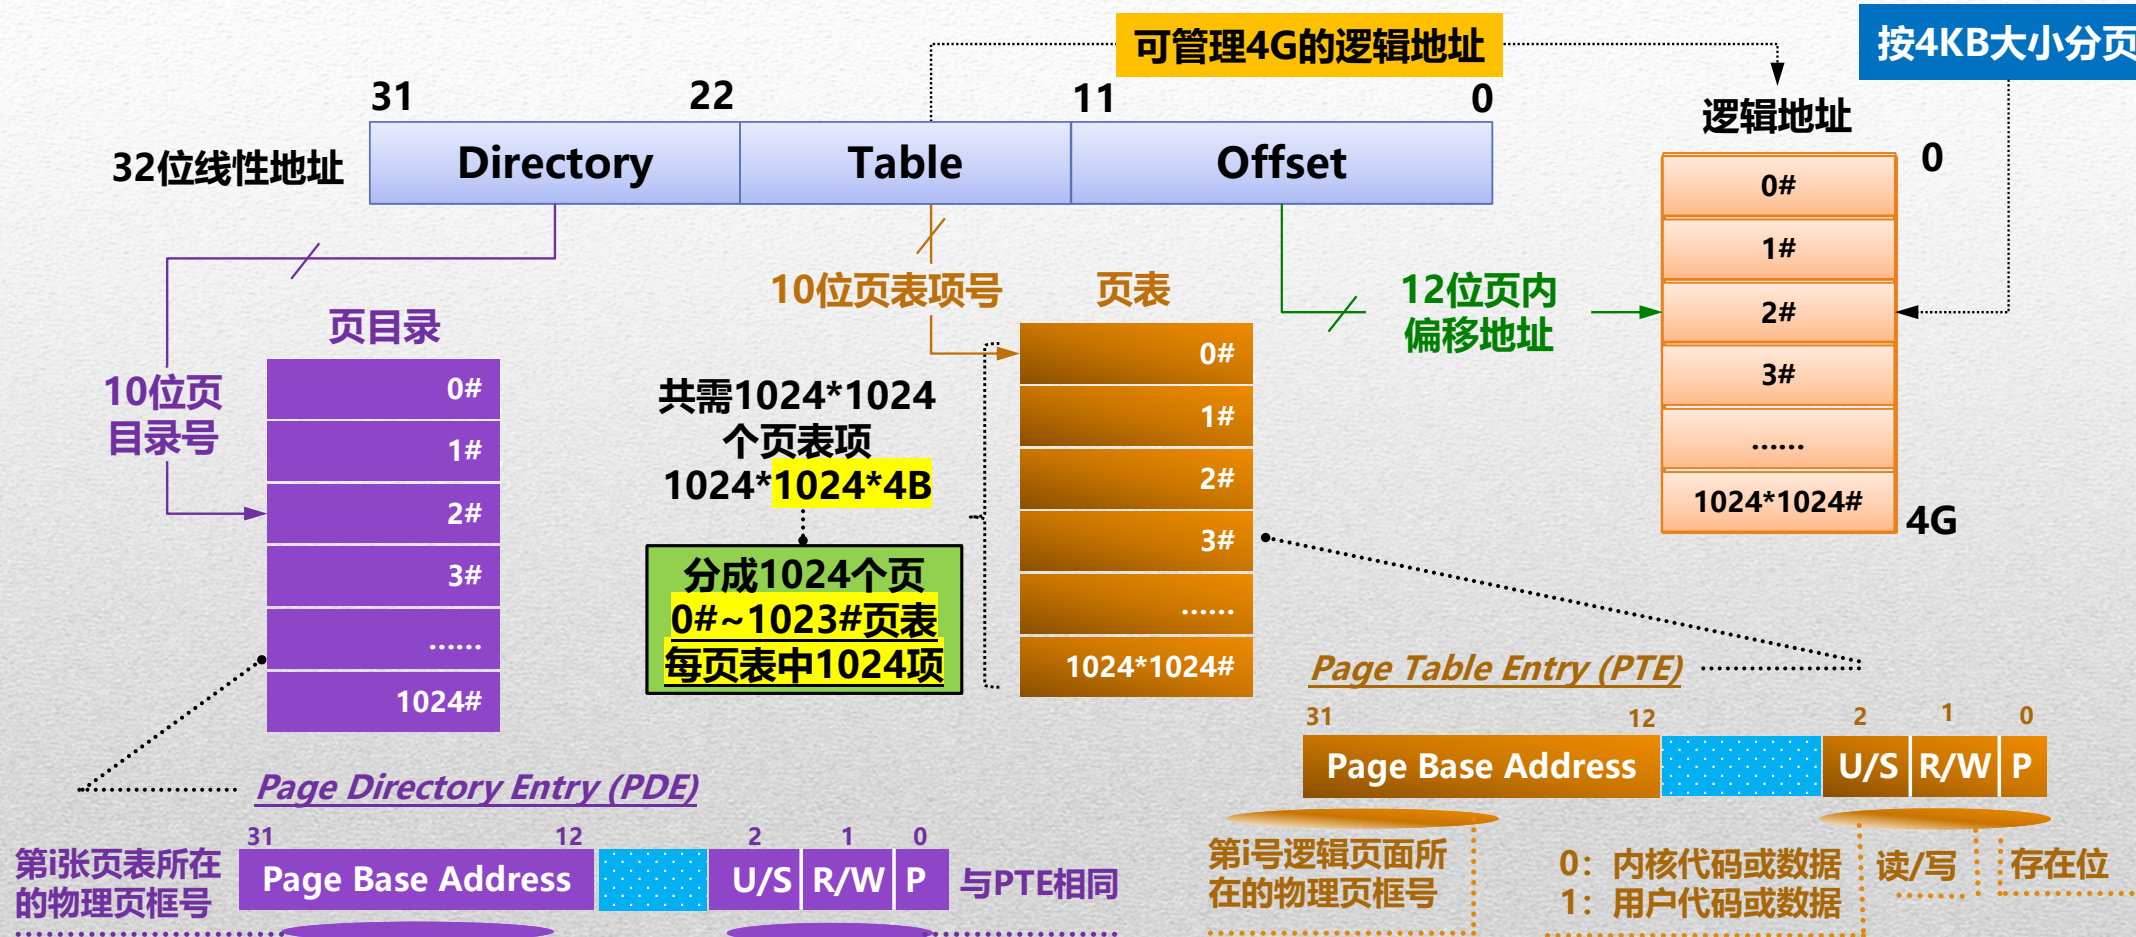 可管理4G的逻辑地址
按4KB大小分页
31
22
11
0
32位线性地址
Directory
Table
Offset
逻辑地址
0
0#
1#
2#
3#
……
1024*1024#
4G
10位页表项号
页表
12位页内
偏移地址
页目录
10位页
目录号
0#
1#
2#
3#
……
1024#
共需1024*1024
个页表项
1024*1024*4B
分成1024个页
0#~1023#页表
每页表中1024项
0#
1#
2#
3#
……
1024*1024#
Page Table Entry (PTE)
31
12
2
1
0
Page Base Address
U/S
R/W
P
第i号逻辑页面所
在的物理页框号
0：内核代码或数据
1：用户代码或数据
读/写
存在位
Page Directory Entry (PDE)
31
12
2
1
0
第i张页表所在
的物理页框号
Page Base Address
U/S
R/W
P
与PTE相同